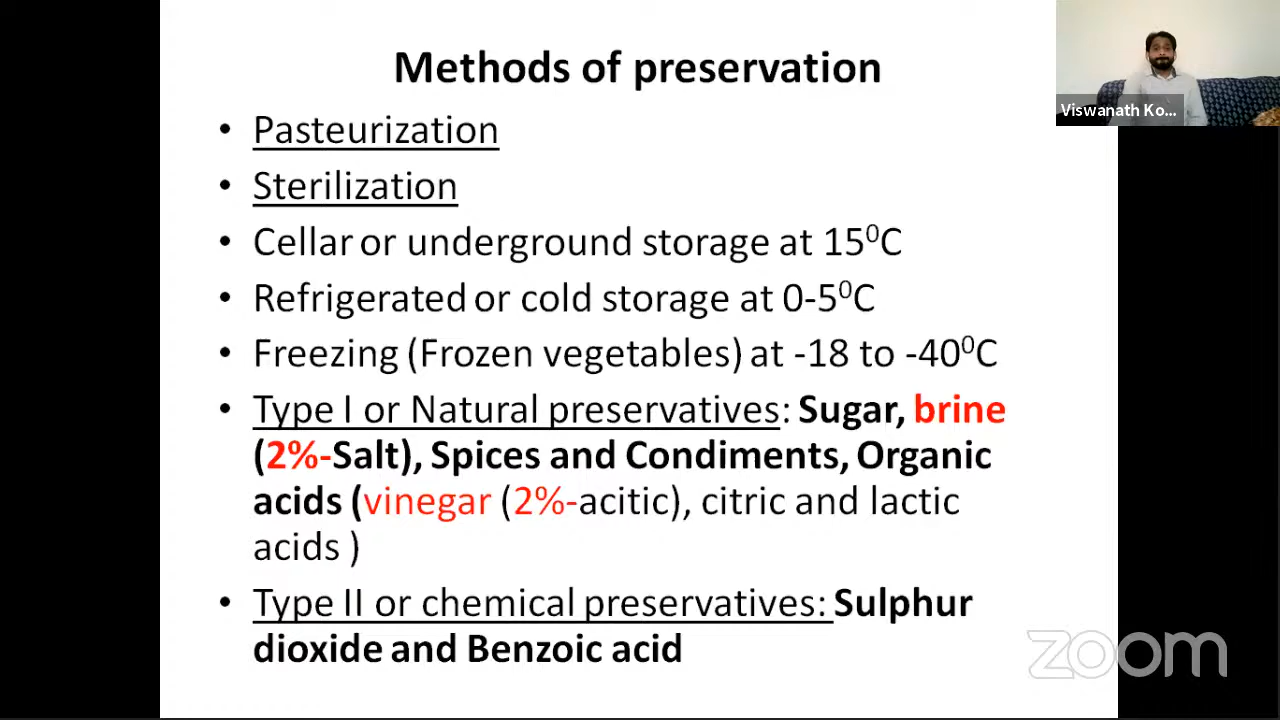 Methods of preservation
• Pasteurization
• Sterilization
• Cellar or underground storage at 15⁰C
• Refrigerated or cold storage at 0-5⁰C
• Freezing (Frozen vegetables) at -18 to -40⁰C
• Type I or Natural preservatives: Sugar, brine
(2%-Salt), Spices and Condiments, Organic
acids (vinegar (2%-acitic), citric and lactic
acids )
• Type II or chemical preservatives: Sulphur
dioxide and Benzoic acid
Viswanath Ko...
zoom